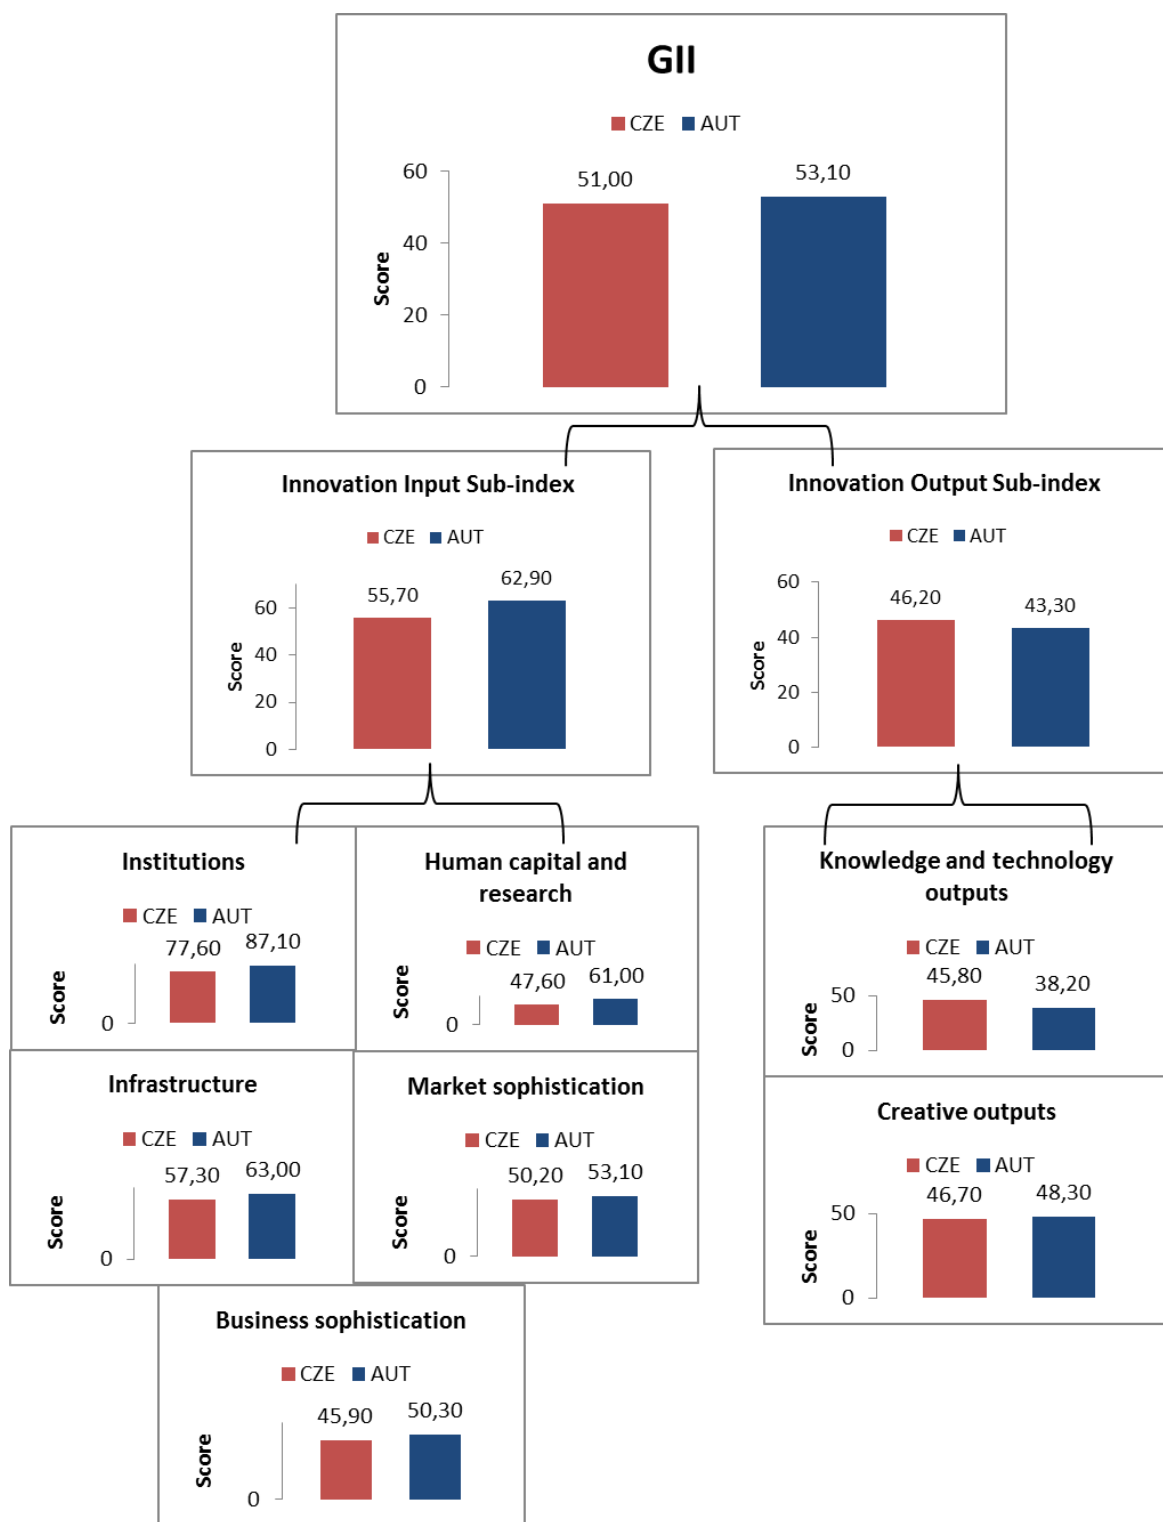 GII
CZE AUT
Score
60
40
20
0
51,00
53,10
Innovation Input Sub-index
CZE AUT
Score
60
40
20
0
55,70
62,90
Innovation Output Sub-index
CZE AUT
Score
60
40
20
0
46,20
43,30
Institutions
CZE AUT
Score
0
77,60
87,10
Human capital and
research
CZE AUT
Score
0
47,60
61,00
Knowledge and technology
outputs
CZE AUT
Score
50
0
45,80
38,20
Infrastructure
CZE AUT
Score
0
57,30
63,00
Market sophistication
CZE AUT
Score
0
50,20
53,10
Creative outputs
CZE AUT
Score
50
0
46,70
48,30
Business sophistication
CZE AUT
Score
0
45,90
50,30